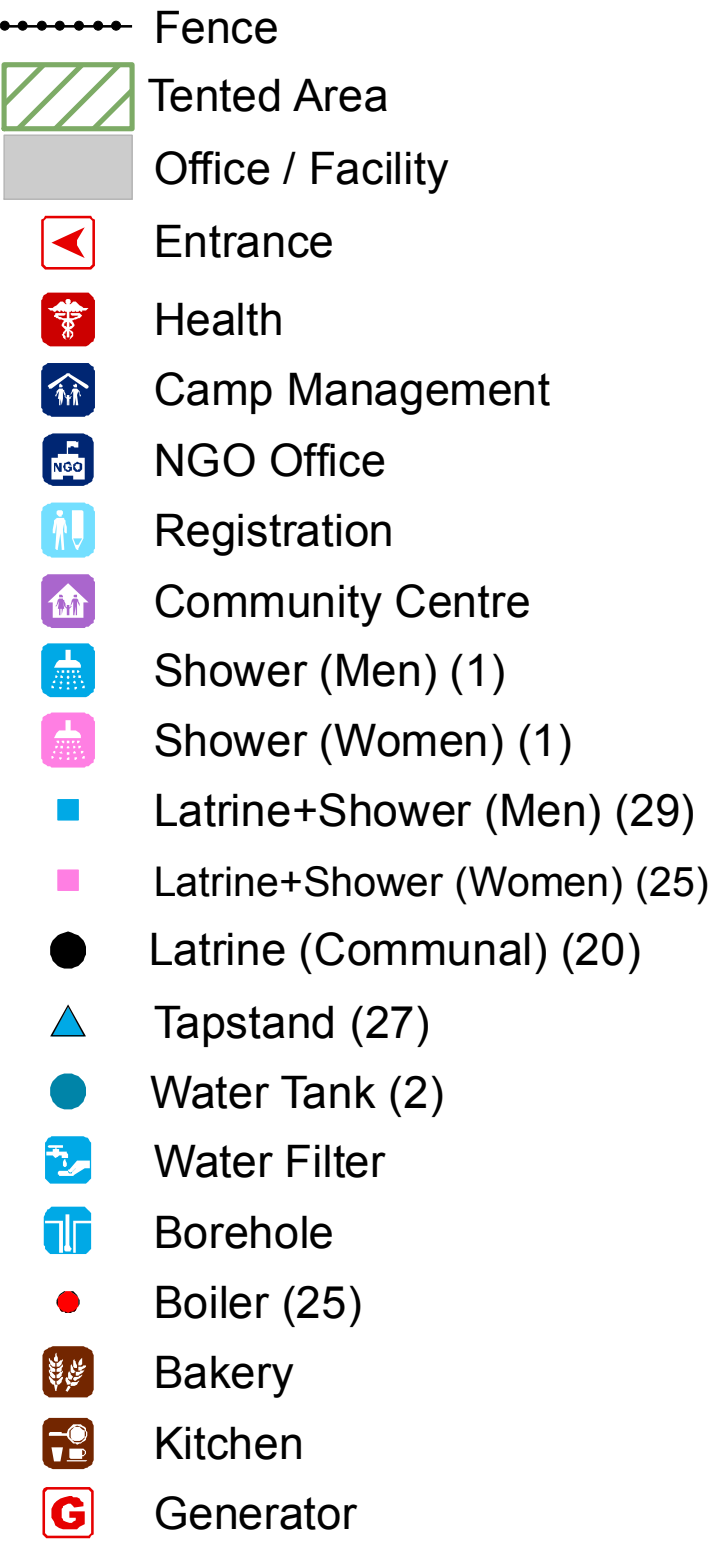 Fence
Tented Area
Office / Facility
Entrance
Health
Camp Management
NGO NGO Office
Registration
Community Centre
Shower (Men) (1)
Shower (Women) (1)
Latrine+Shower (Men) (29)
Latrine+Shower (Women) (25)
Latrine (Communal) (20)
Tapstand (27)
Water Tank (2)
Water Filter
Borehole
Boiler (25)
Bakery
Kitchen
G Generator